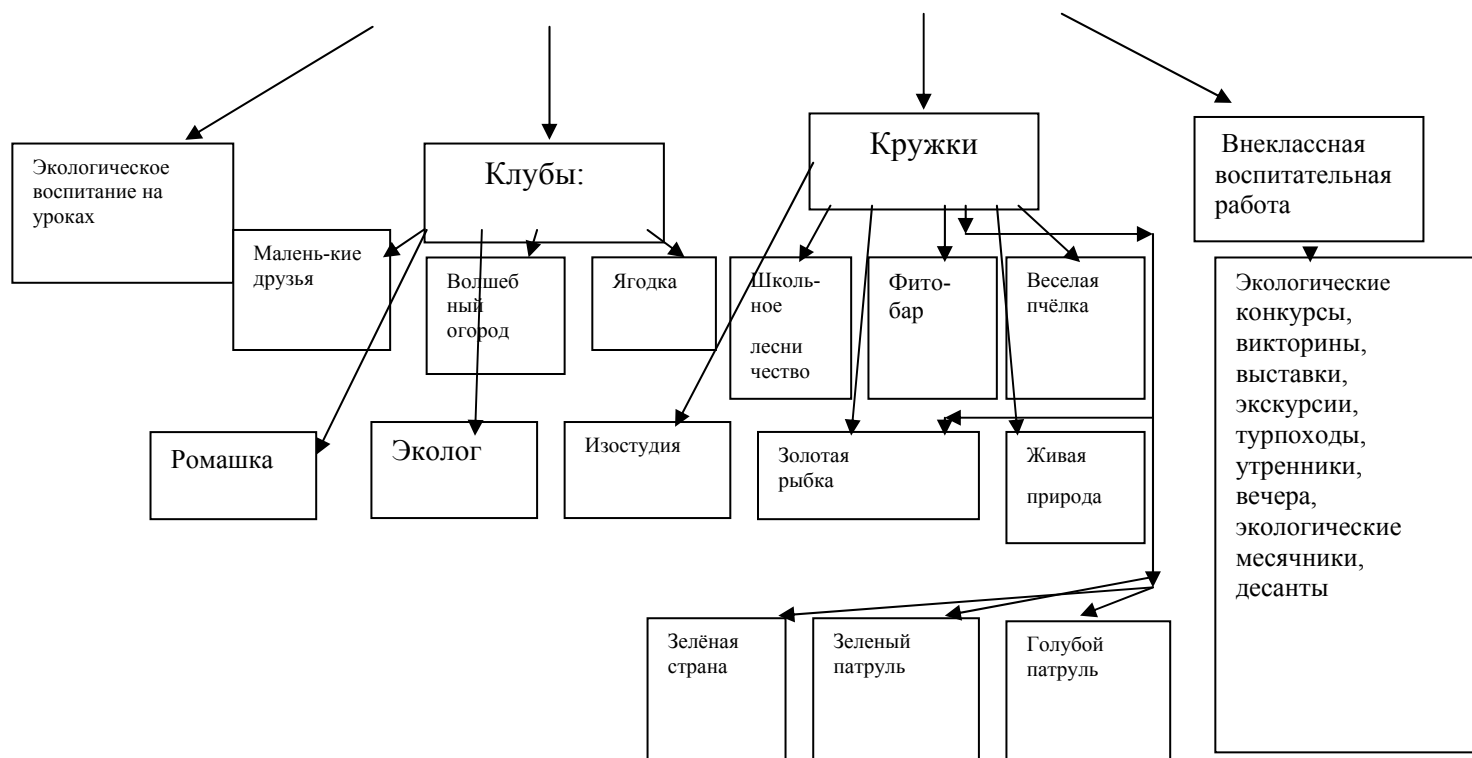 Экологическое
воспитание на
уроках
Клубы:
Кружки
Внеклассная
воспитательная
работа
Малень-кие
друзья
Волшеб
ный
огород
Ягодка
Школь-
ное
лесни
чество
Фито-
бар
Веселая
пчёлка
Экологические
конкурсы,
викторины,
выставки,
экскурсии,
турпоходы,
утренники,
вечера,
экологические
месячники,
десанты
Ромашка
Эколог
Изостудия
Золотая
рыбка
Живая
природа
Зелёная
страна
Зеленый
патруль
Голубой
патруль